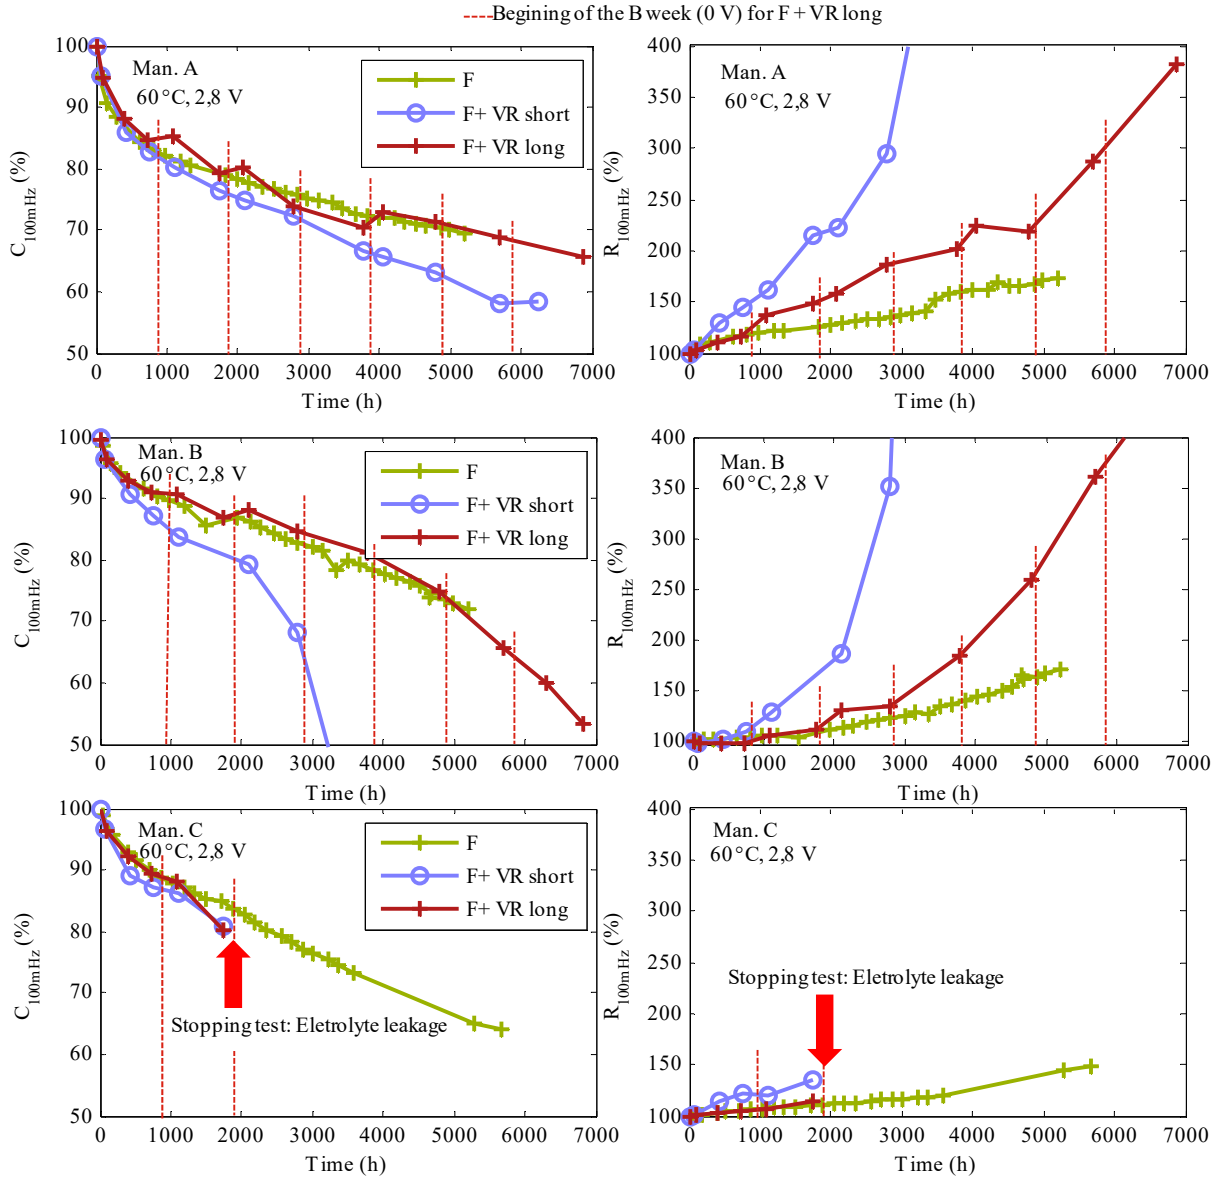 Begining of the B week (0 V) for F + VR long
100
90
80
70
60
50
C100mHz (%)
Man. A
60°C, 2,8 V
F
F+ VR short
F+ VR long
0 1000 2000 3000 4000 5000 6000 7000
Time (h)
400
350
300
250
200
150
100
R100mHz (%)
Man. A
60°C, 2,8 V
0 1000 2000 3000 4000 5000 6000 7000
Time (h)
100
90
80
70
60
50
C100mHz (%)
Man. B
60°C, 2,8 V
F
F+ VR short
F+ VR long
0 1000 2000 3000 4000 5000 6000 7000
Time (h)
400
350
300
250
200
150
100
R100mHz (%)
Man. B
60°C, 2,8 V
0 1000 2000 3000 4000 5000 6000 7000
Time (h)
100
90
80
70
60
50
C100mHz (%)
Man. C
60°C, 2,8 V
F
F+ VR short
F+ VR long
Stopping test: Eletrolyte leakage
0 1000 2000 3000 4000 5000 6000 7000
Time (h)
400
350
300
250
200
150
100
R100mHz (%)
Man. C
60°C, 2,8 V
Stopping test: Eletrolyte leakage
0 1000 2000 3000 4000 5000 6000 7000
Time (h)